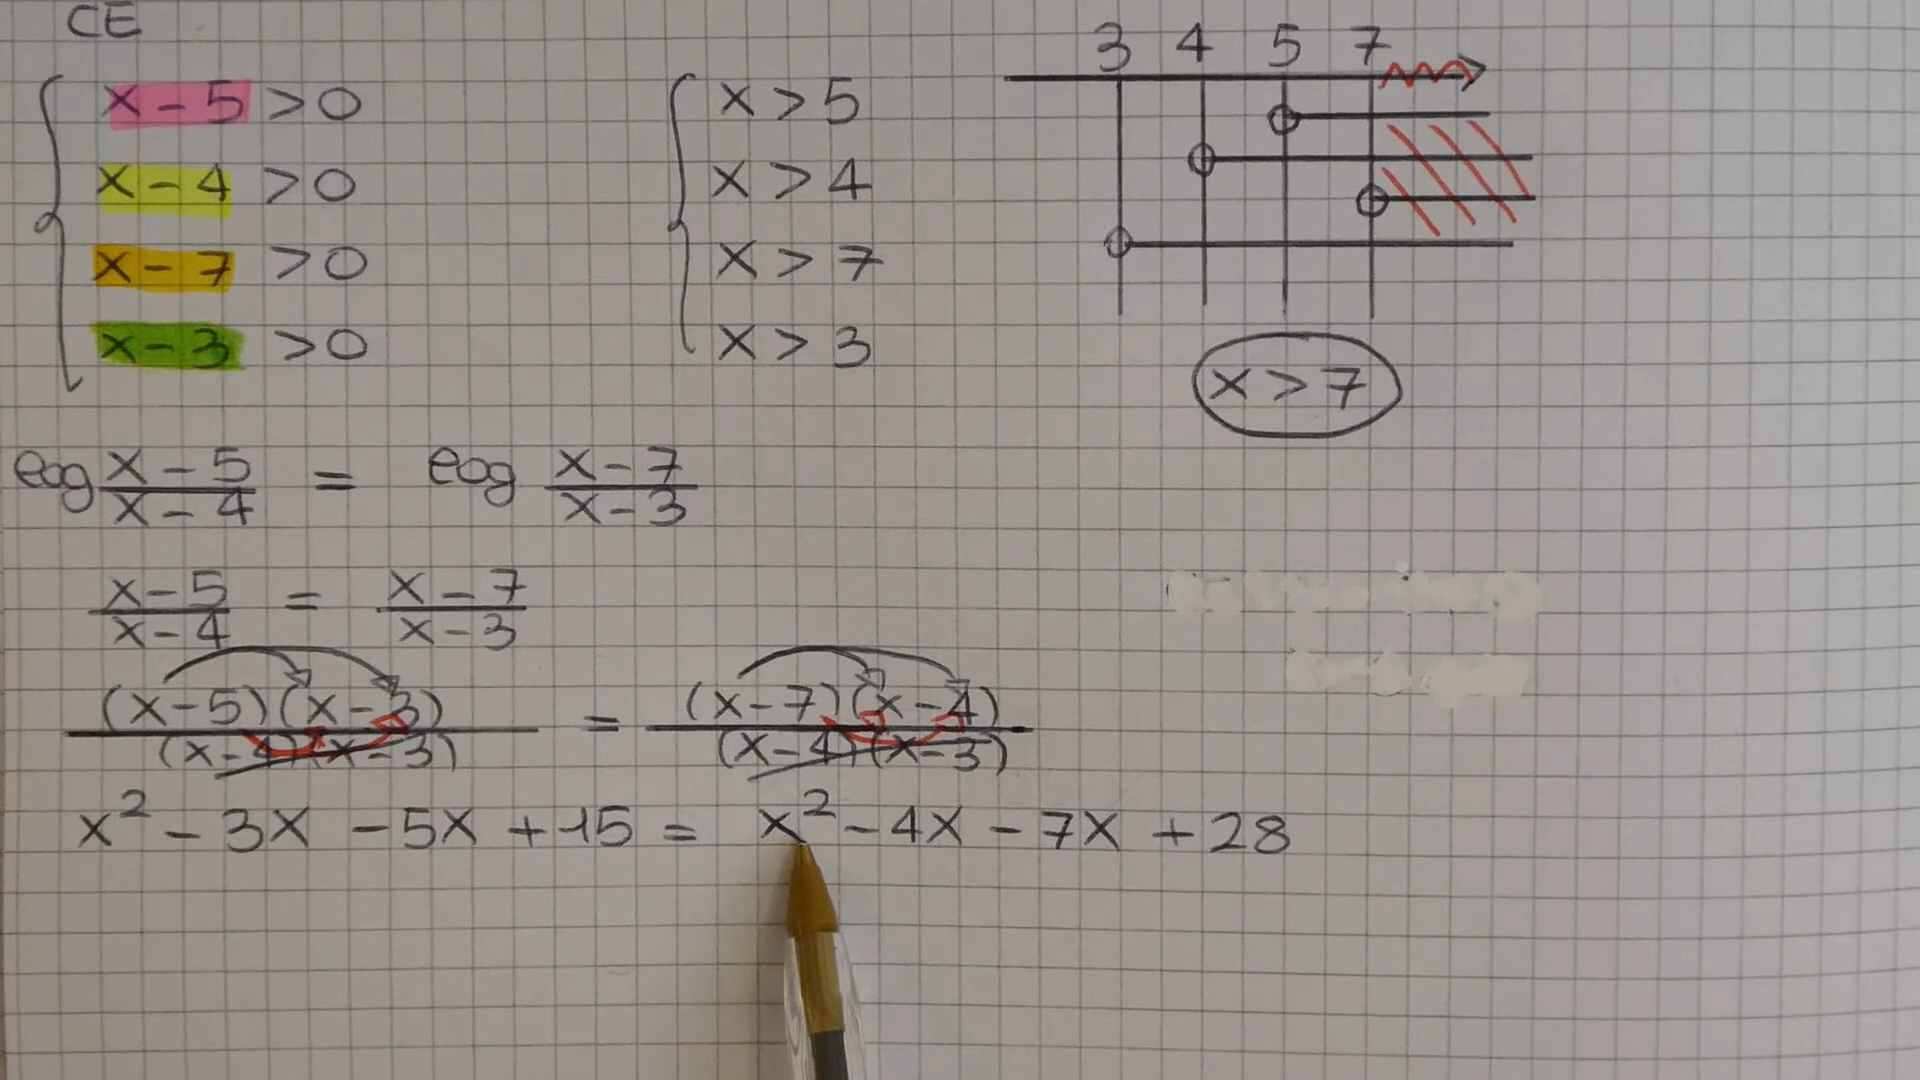 CE
x - 5 > 0
x - 4 > 0
x - 7 > 0
x - 3 > 0
x > 5
x > 4
x > 7
x > 3
3 4 5 7
x > 7
log x - 5 / x - 4 = log x - 7 / x - 3
x - 5 / x - 4 = x - 7 / x - 3
(x - 5)(x - 3) / (x - 4)(x - 3) = (x - 7)(x - 4) / (x - 4)(x - 3)
x² - 3x - 5x + 15 = x² - 4x - 7x + 28